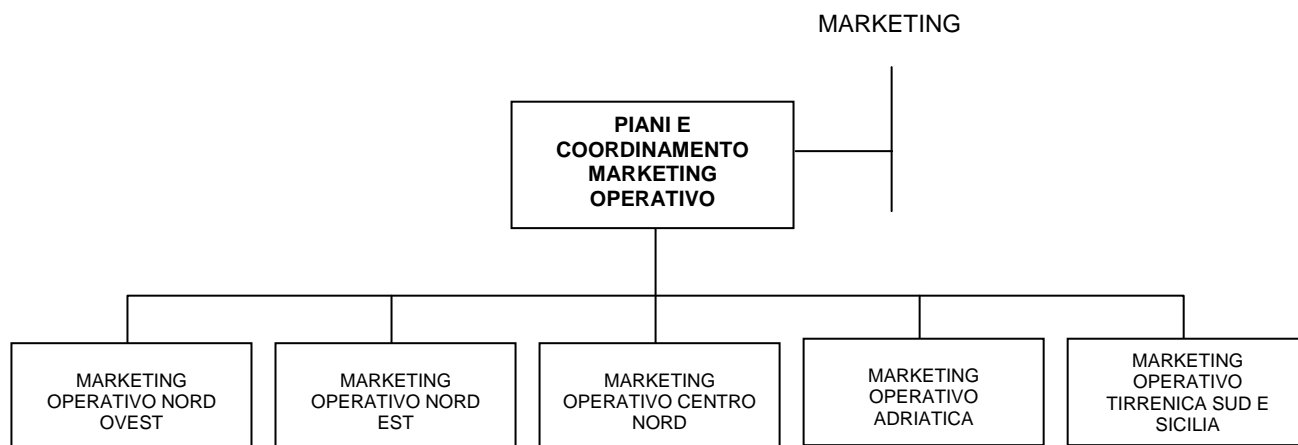 MARKETING
PIANI E
COORDINAMENTO
MARKETING
OPERATIVO
MARKETING
OPERATIVO NORD
OVEST
MARKETING
OPERATIVO NORD
EST
MARKETING
OPERATIVO CENTRO
NORD
MARKETING
OPERATIVO
ADRIATICA
MARKETING
OPERATIVO
TIRRENICA SUD E
SICILIA